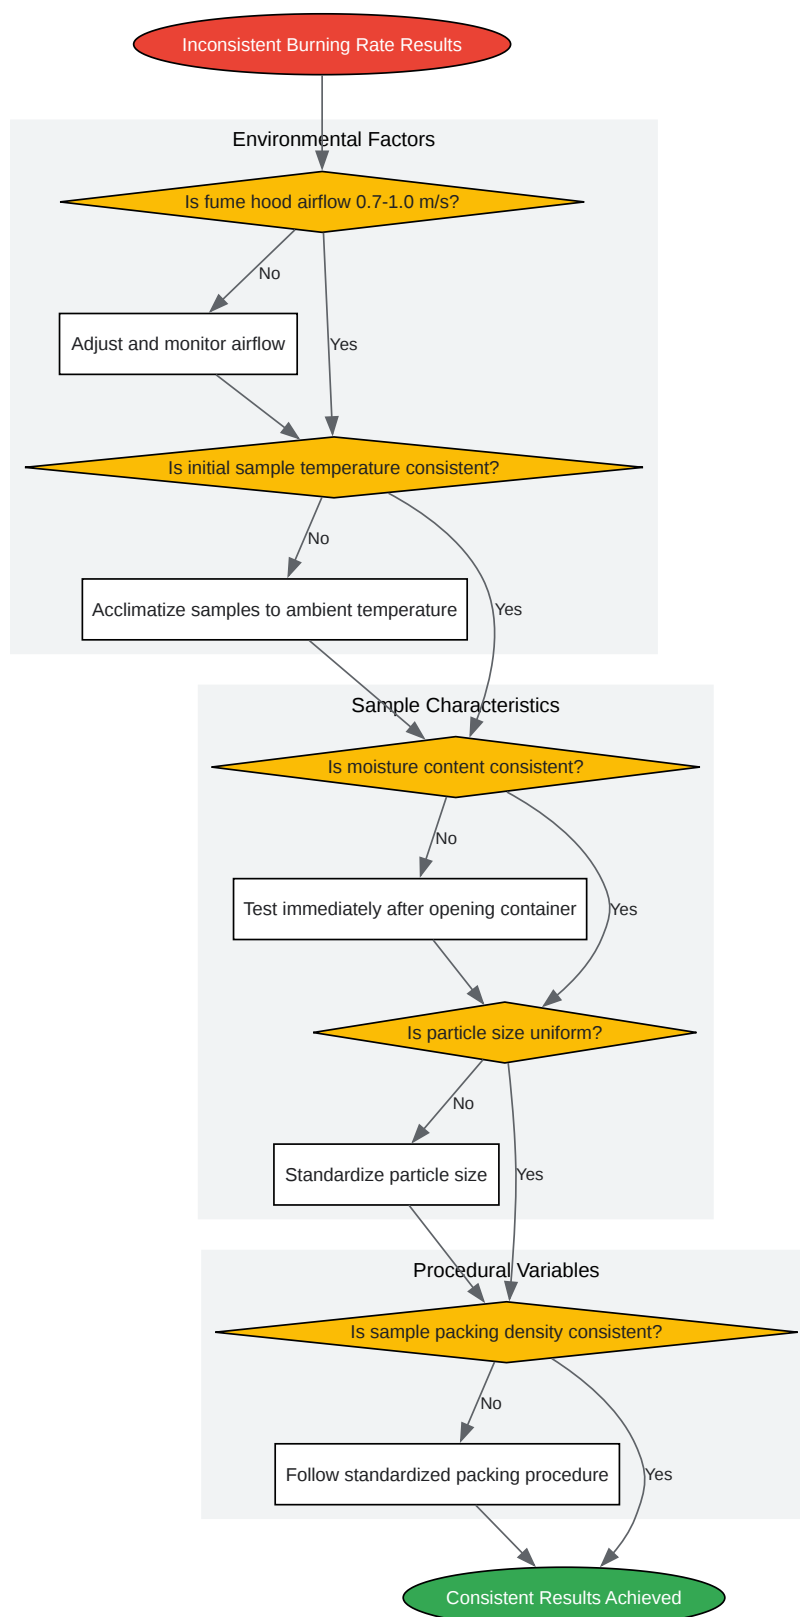 Inconsistent Burning Rate Results
Environmental Factors
Is fume hood airflow 0.7-1.0 m/s?
No
Adjust and monitor airflow
Yes
Is initial sample temperature consistent?
No
Acclimatize samples to ambient temperature
Yes
Sample Characteristics
Is moisture content consistent?
No
Test immediately after opening container
Yes
Is particle size uniform?
No
Standardize particle size
Yes
Procedural Variables
Is sample packing density consistent?
No
Follow standardized packing procedure
Yes
Consistent Results Achieved